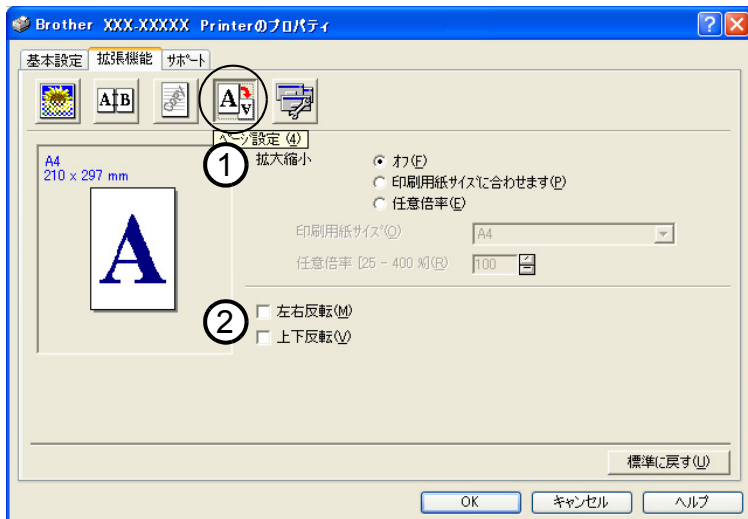 Brother XXX-XXXXX Printerのプロパティ
基本設定 拡張機能 サポート
A B
Copy
A A
ページ設定 (4)
A4
210 x 297 mm
A
① 拡大縮小
オフ(F)
印刷用紙サイズに合わせます(P)
任意倍率(E)
印刷用紙サイズ(O) A4
任意倍率 [25 - 400 %](R) 100
② 左右反転(M)
上下反転(V)
標準に戻す(U)
OK キャンセル ヘルプ